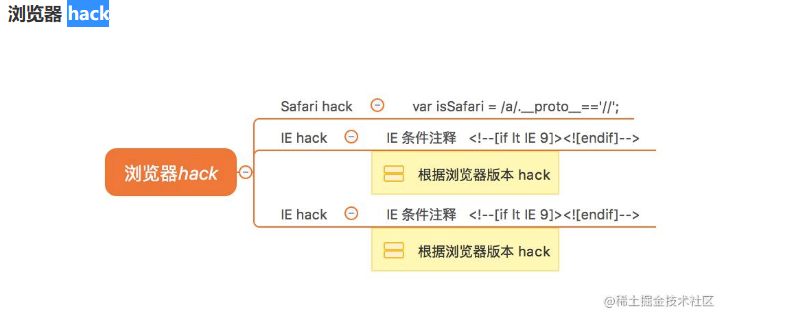 浏览器 hack
Safari hack var isSafari = /a/.__proto__=='//';
IE hack IE 条件注释 <!--[if lt IE 9]><![endif]-->
根据浏览器版本 hack
浏览器hack
IE hack IE 条件注释 <!--[if lt IE 9]><![endif]-->
根据浏览器版本 hack
@稀土掘金技术社区